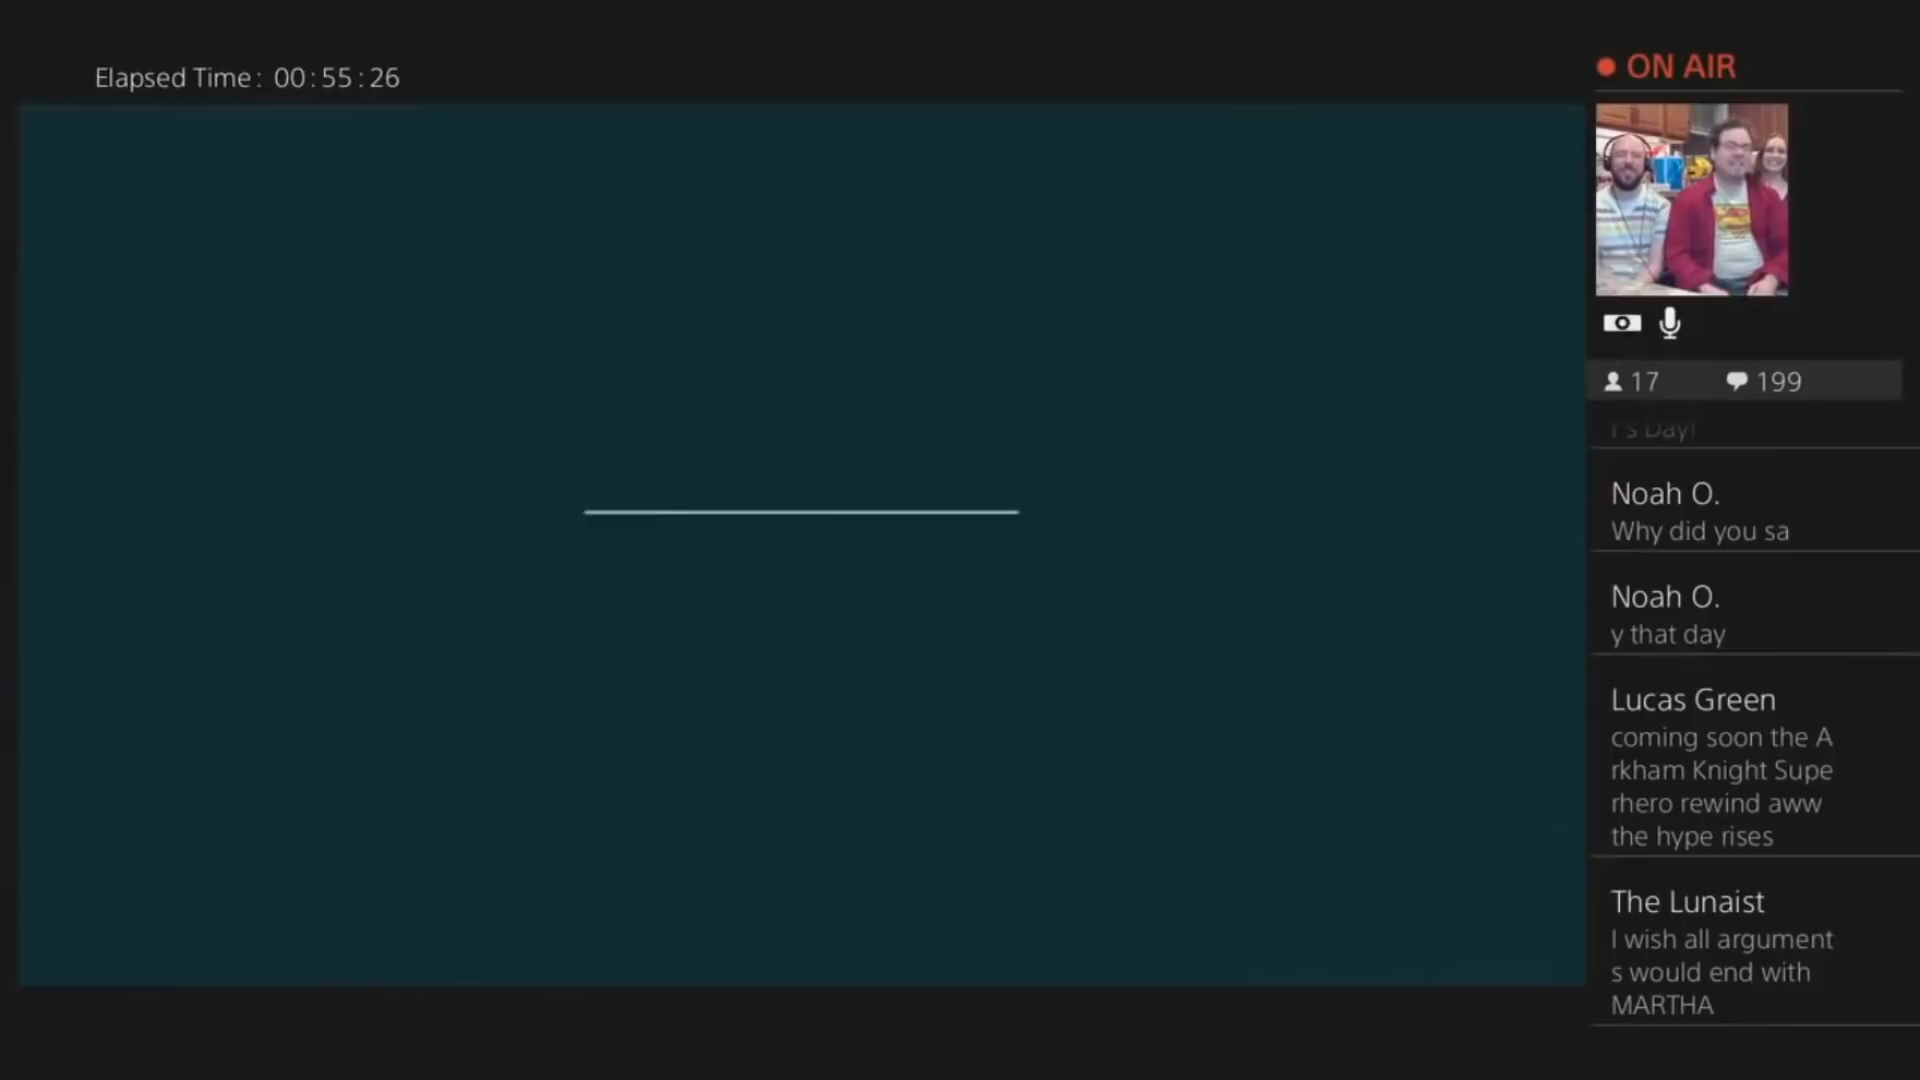 Elapsed Time: 00:55:26
ON AIR
17 199
r's Day!
Noah O.
Why did you sa
Noah O.
y that day
Lucas Green
coming soon the A
rkham Knight Supe
rhero rewind aww
the hype rises
The Lunaist
I wish all argument
s would end with
MARTHA